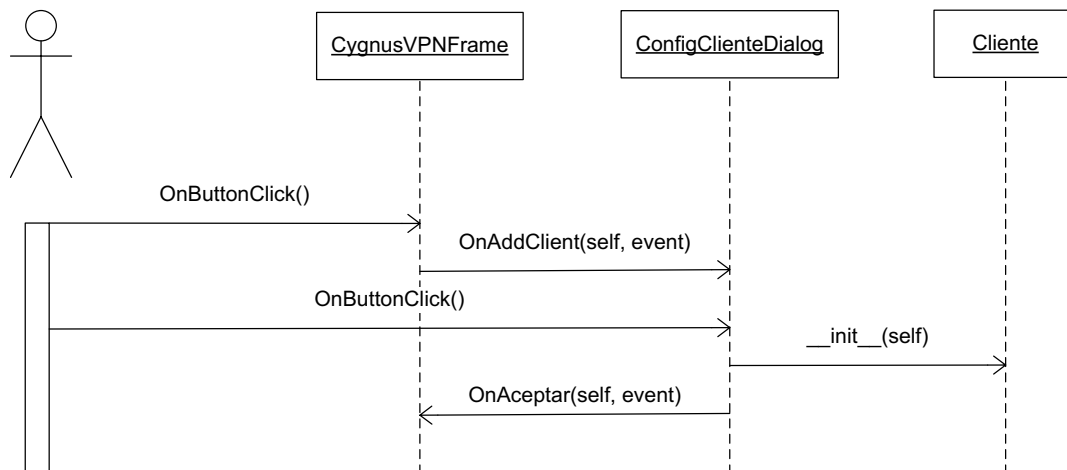 CygnusVPNFrame
ConfigClienteDialog
Cliente
OnButtonClick()
OnAddClient(self, event)
OnButtonClick()
__init__(self)
OnAceptar(self, event)